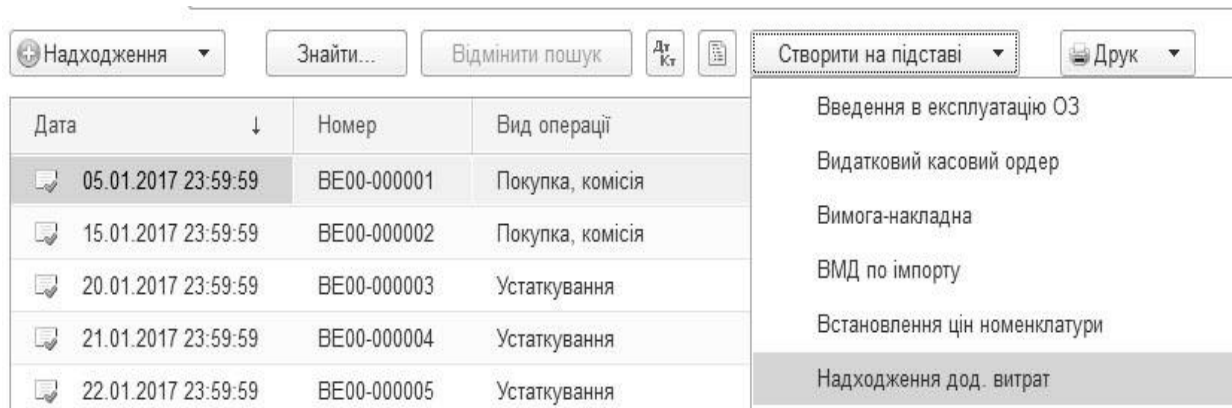 Надходження Знайти... Відмінити пошук Дт Кт Створити на підставі Друк
Дата ↓ Номер Вид операції
05.01.2017 23:59:59 ВЕ00-000001 Покупка, комісія
15.01.2017 23:59:59 ВЕ00-000002 Покупка, комісія
20.01.2017 23:59:59 ВЕ00-000003 Устаткування
21.01.2017 23:59:59 ВЕ00-000004 Устаткування
22.01.2017 23:59:59 ВЕ00-000005 Устаткування
Введення в експлуатацію ОЗ
Видатковий касовий ордер
Вимога-накладна
ВМД по імпорту
Встановлення цін номенклатури
Надходження дод. витрат